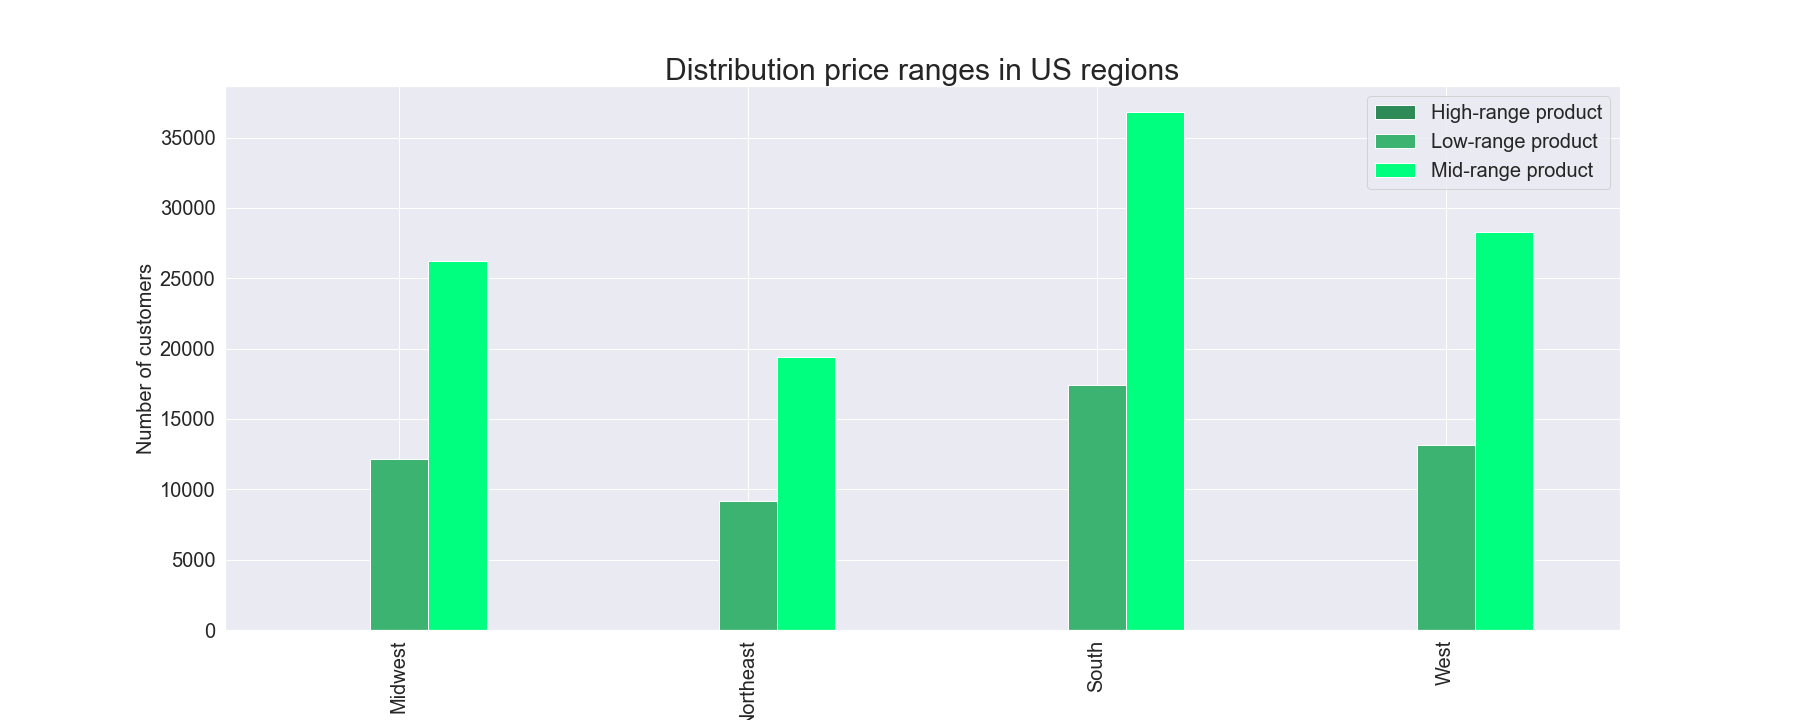 Distribution price ranges in US regions
High-range product
Low-range product
Mid-range product
35000
30000
25000
20000
15000
10000
5000
0
Number of customers
Midwest
Northeast
South
West